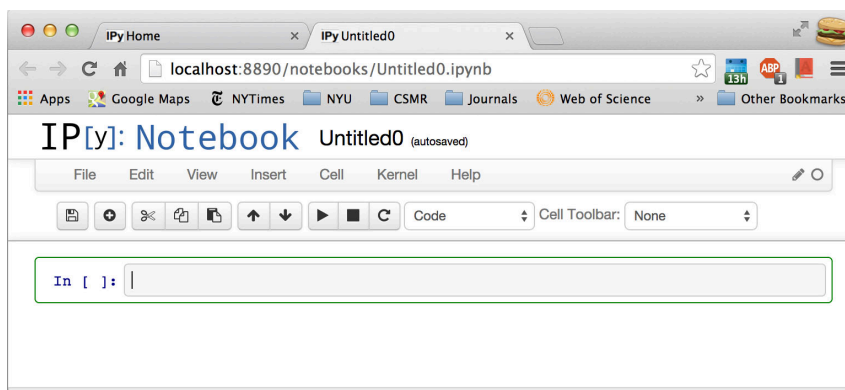 IPy Home × IPy Untitled0 ×
localhost:8890/notebooks/Untitled0.ipynb 13h ABP 1
Apps Google Maps NYTimes NYU CSMR Journals Web of Science » Other Bookmarks
IP[y]: Notebook Untitled0 (autosaved)
File Edit View Insert Cell Kernel Help
Code Cell Toolbar: None
In [ ]: